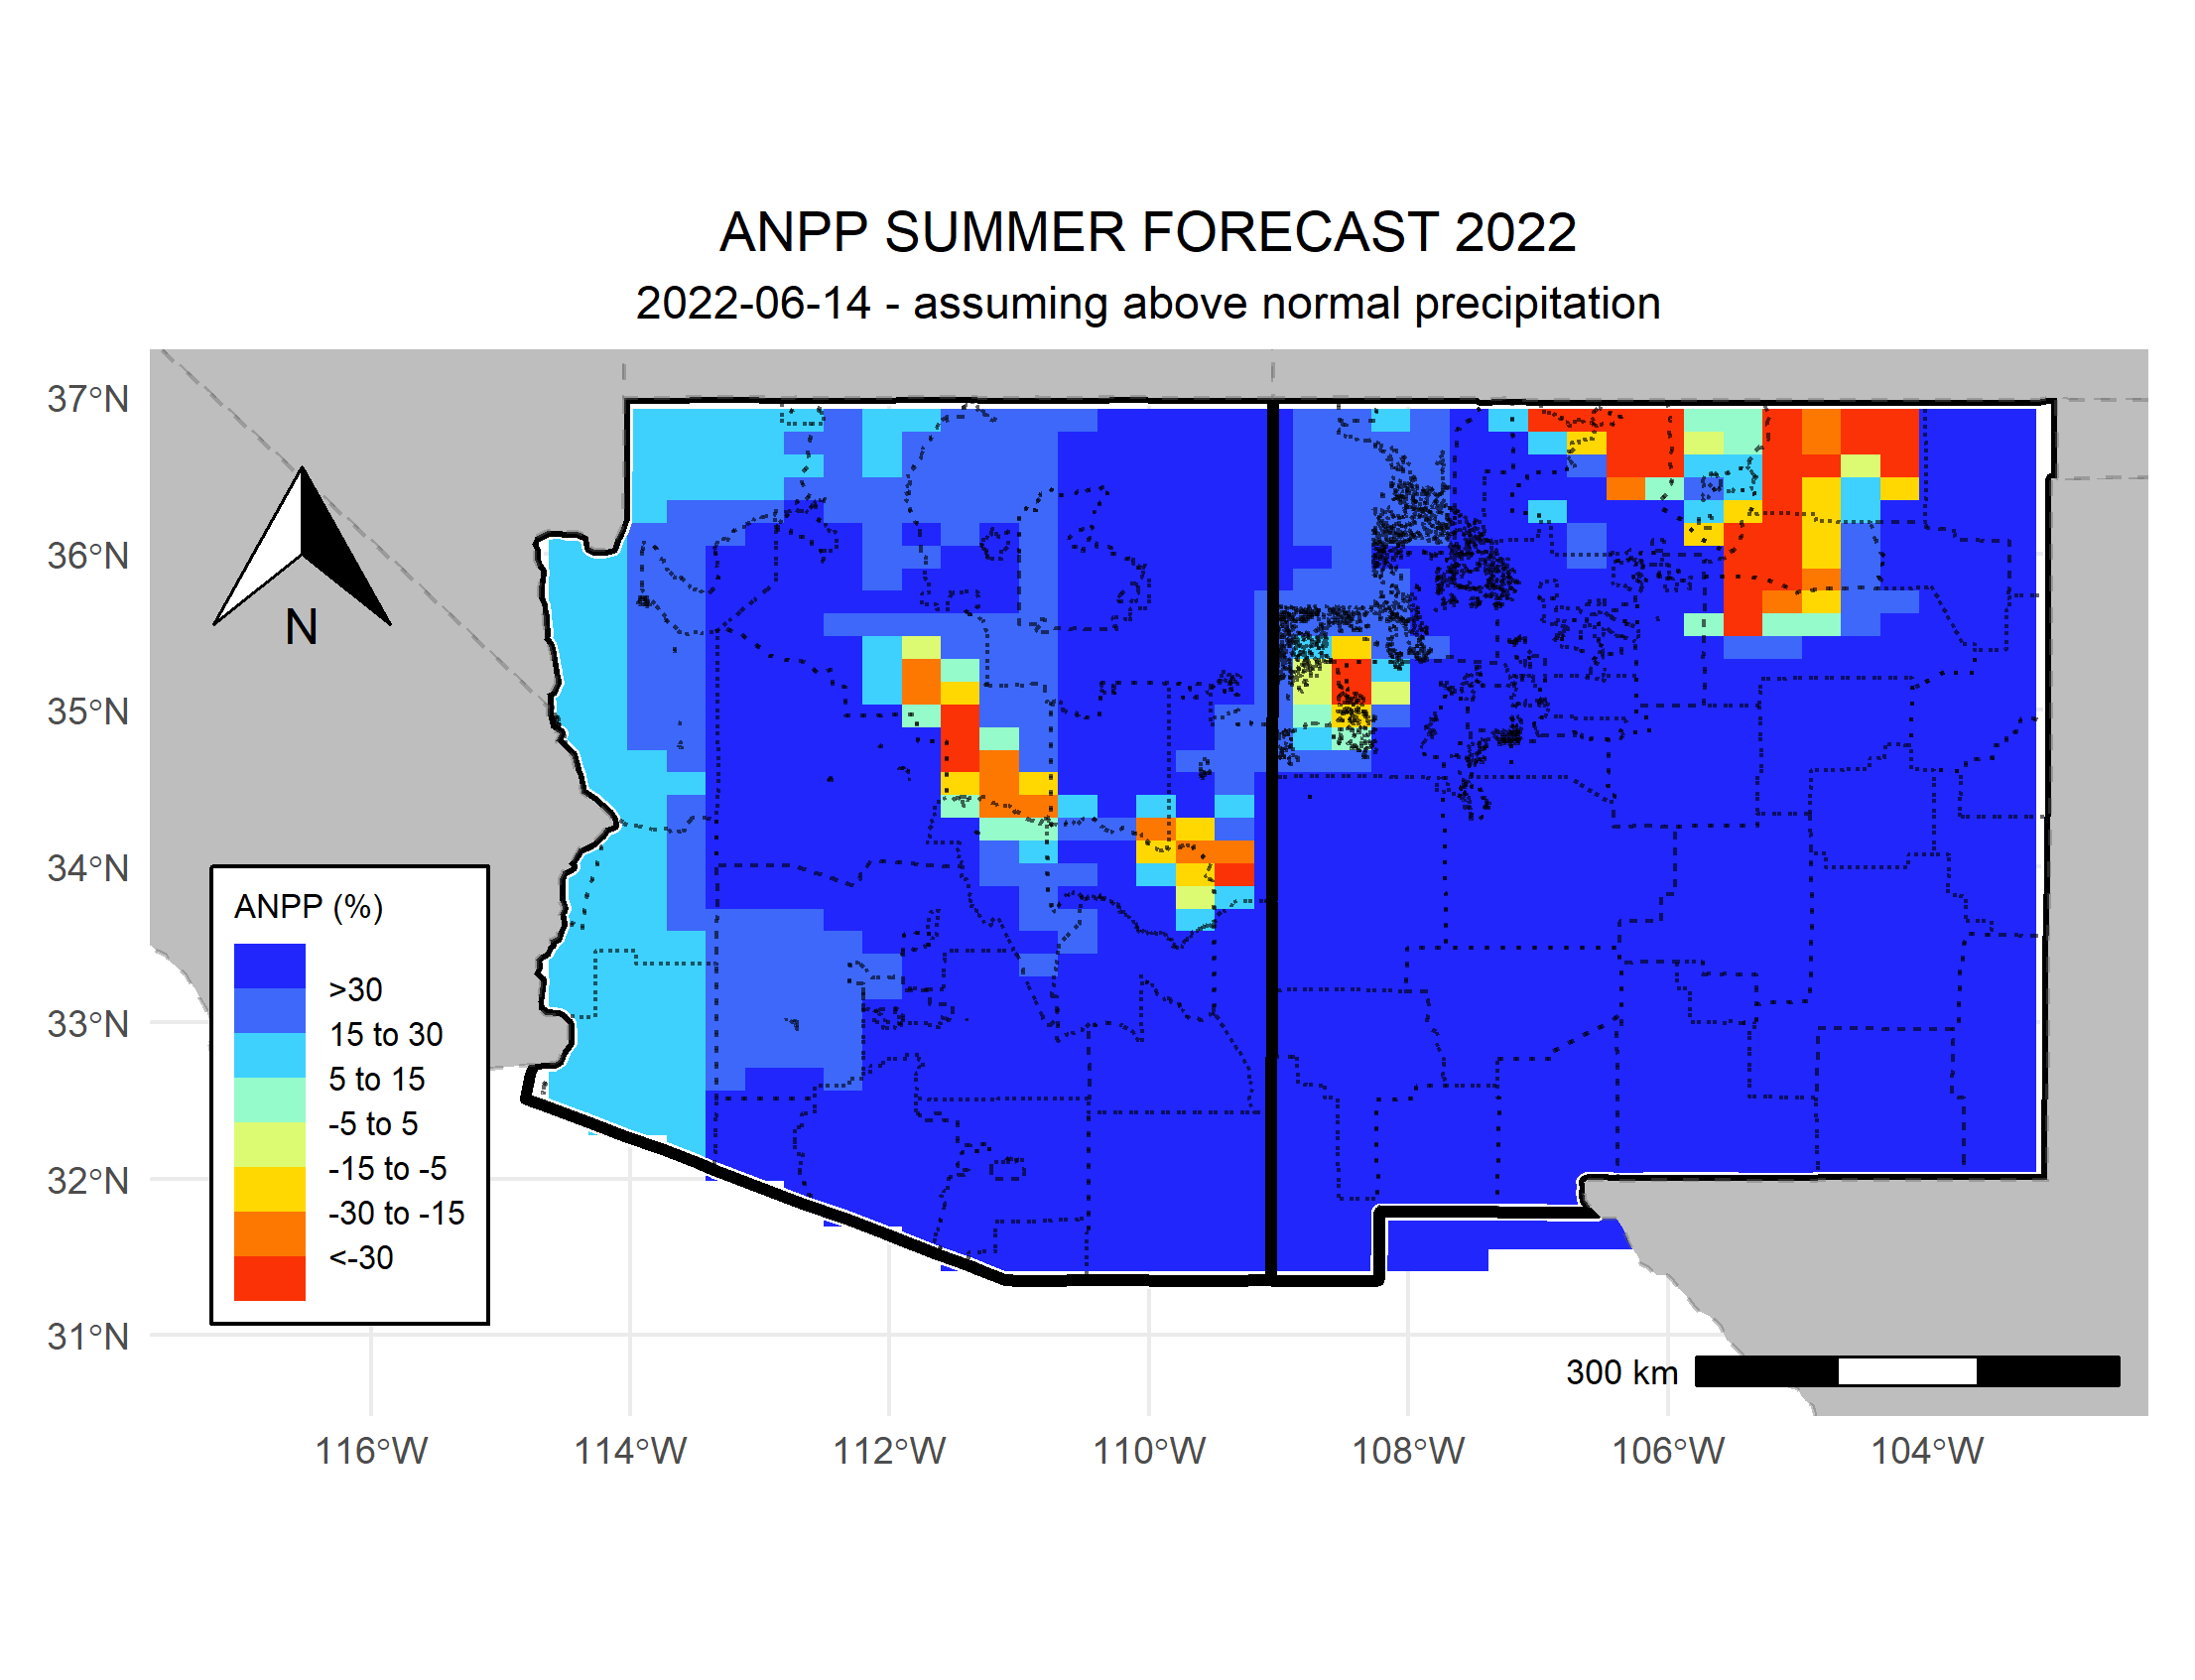 ANPP SUMMER FORECAST 2022
2022-06-14 - assuming above normal precipitation
37°N
36°N
35°N
34°N
33°N
32°N
31°N
N
ANPP (%)
>30
15 to 30
5 to 15
-5 to 5
-15 to -5
-30 to -15
<-30
300 km
116°W
114°W
112°W
110°W
108°W
106°W
104°W